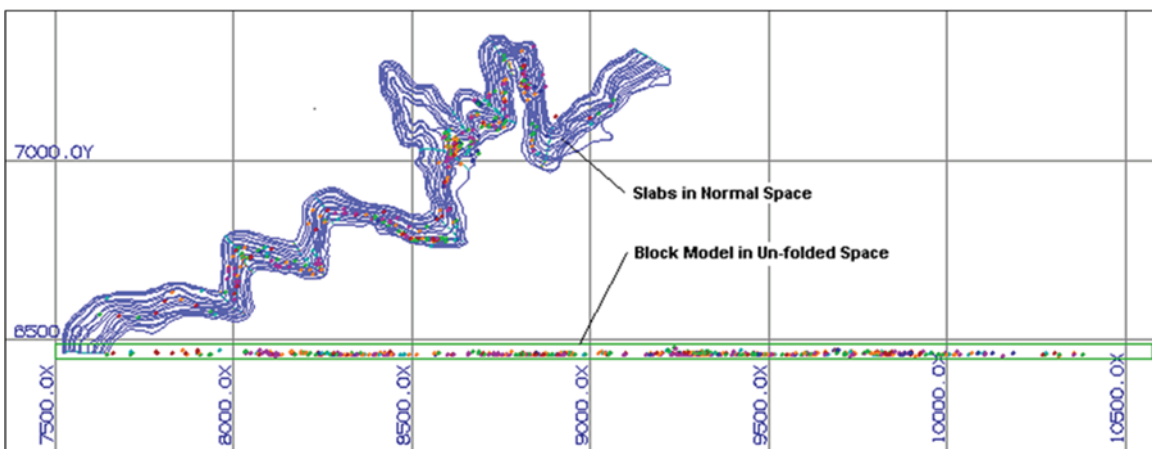 7000.0Y
Slabs in Normal Space
Block Model in Un-folded Space
6500.0Y
7500.0X
8000.0X
8500.0X
9000.0X
9500.0X
10000.0X
10500.0X